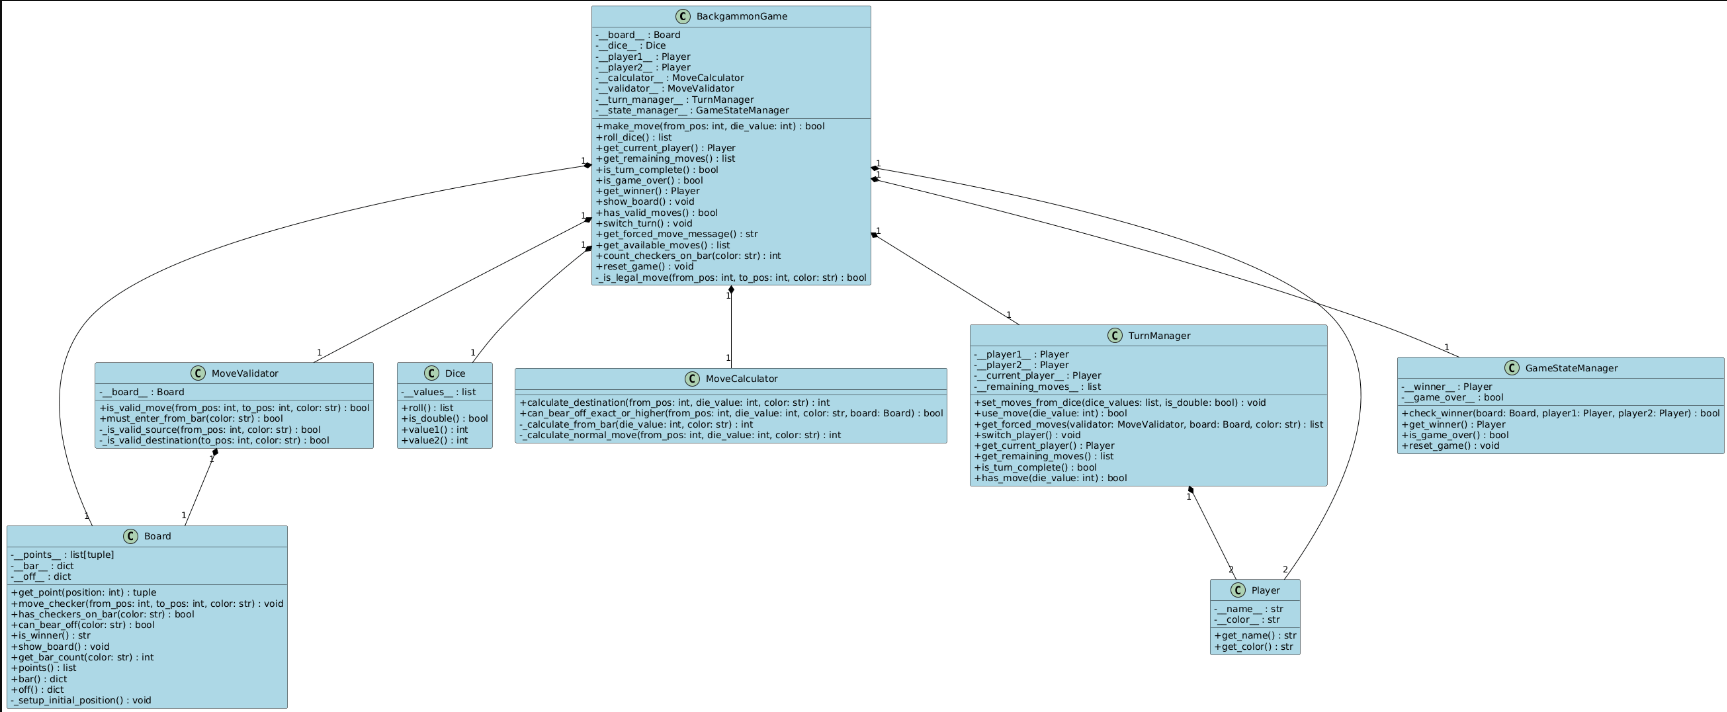 C BackgammonGame
-__board__ : Board
-__dice__ : Dice
-__player1__ : Player
-__player2__ : Player
-__calculator__ : MoveCalculator
-__validator__ : MoveValidator
-__turn_manager__ : TurnManager
-__state_manager__ : GameStateManager
+make_move(from_pos: int, die_value: int) : bool
+roll_dice() : list
+get_current_player() : Player
+get_remaining_moves() : list
+is_turn_complete() : bool
+is_game_over() : bool
+get_winner() : Player
+show_board() : void
+has_valid_moves() : bool
+switch_turn() : void
+get_forced_move_message() : str
+get_available_moves() : list
+count_checkers_on_bar(color: str) : int
+reset_game() : void
-_is_legal_move(from_pos: int, to_pos: int, color: str) : bool
1
1
1
1
1
1
1
1
1
1
1
1
C MoveValidator
-__board__ : Board
+is_valid_move(from_pos: int, to_pos: int, color: str) : bool
+must_enter_from_bar(color: str) : bool
-_is_valid_source(from_pos: int, color: str) : bool
-_is_valid_destination(to_pos: int, color: str) : bool
C Dice
-__values__ : list
+roll() : list
+is_double() : bool
+value1() : int
+value2() : int
C MoveCalculator
+calculate_destination(from_pos: int, die_value: int, color: str) : int
+can_bear_off_exact_or_higher(from_pos: int, die_value: int, color: str, board: Board) : bool
-_calculate_from_bar(die_value: int, color: str) : int
-_calculate_normal_move(from_pos: int, die_value: int, color: str) : int
C TurnManager
-__player1__ : Player
-__player2__ : Player
-__current_player__ : Player
-__remaining_moves__ : list
+set_moves_from_dice(dice_values: list, is_double: bool) : void
+use_move(die_value: int) : bool
+get_forced_moves(validator: MoveValidator, board: Board, color: str) : list
+switch_player() : void
+get_current_player() : Player
+get_remaining_moves() : list
+is_turn_complete() : bool
+has_move(die_value: int) : bool
C GameStateManager
-__winner__ : Player
-__game_over__ : bool
+check_winner(board: Board, player1: Player, player2: Player) : bool
+get_winner() : Player
+is_game_over() : bool
+reset_game() : void
1
1
1
1
2
2
C Board
-__points__ : list[tuple]
-__bar__ : dict
-__off__ : dict
+get_point(position: int) : tuple
+move_checker(from_pos: int, to_pos: int, color: str) : void
+has_checkers_on_bar(color: str) : bool
+can_bear_off(color: str) : bool
+is_winner() : str
+show_board() : void
+get_bar_count(color: str) : int
+points() : list
+bar() : dict
+off() : dict
-_setup_initial_position() : void
C Player
-__name__ : str
-__color__ : str
+get_name() : str
+get_color() : str